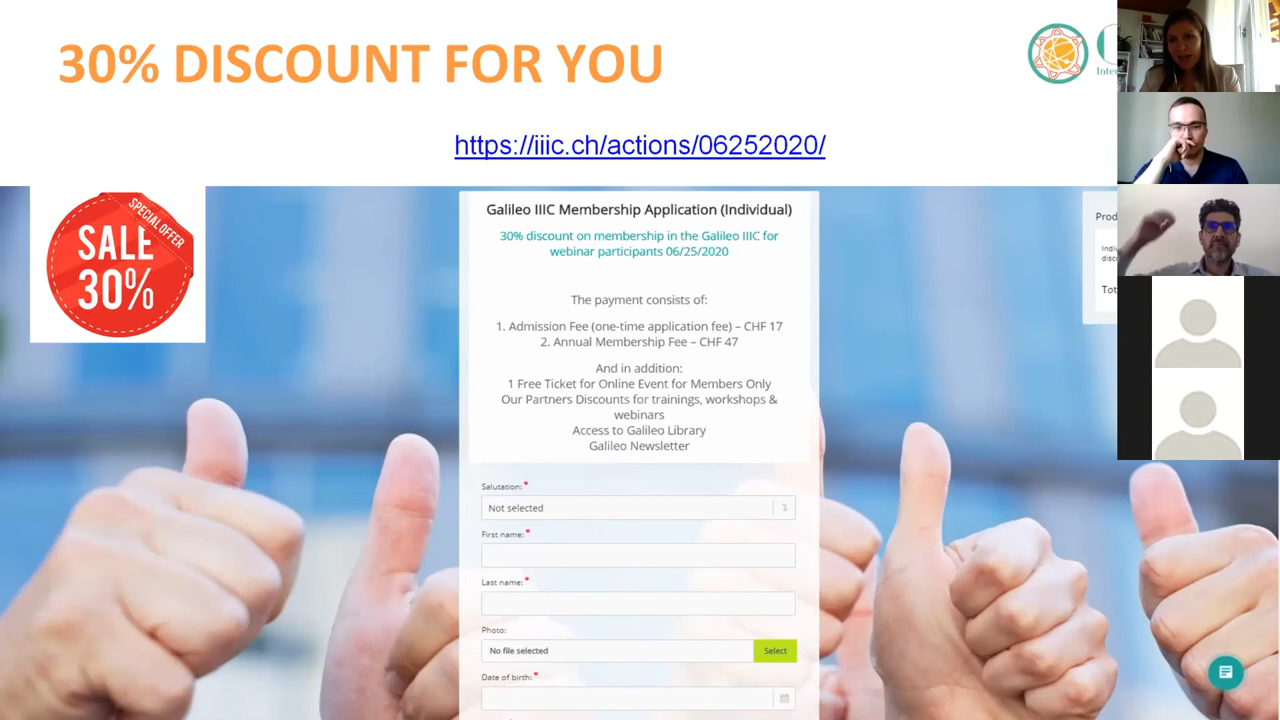 30% DISCOUNT FOR YOU
https://iiic.ch/actions/06252020/
SPECIAL OFFER
SALE
30%
Galileo IIIC Membership Application (Individual)
30% discount on membership in the Galileo IIIC for
webinar participants 06/25/2020
The payment consists of:
1. Admission Fee (one-time application fee) – CHF 17
2. Annual Membership Fee – CHF 47
And in addition:
1 Free Ticket for Online Event for Members Only
Our Partners Discounts for trainings, workshops &
webinars
Access to Galileo Library
Galileo Newsletter
Salutation:*
Not selected
First name:*
Last name:*
Photo:
No file selected
Select
Date of birth:*